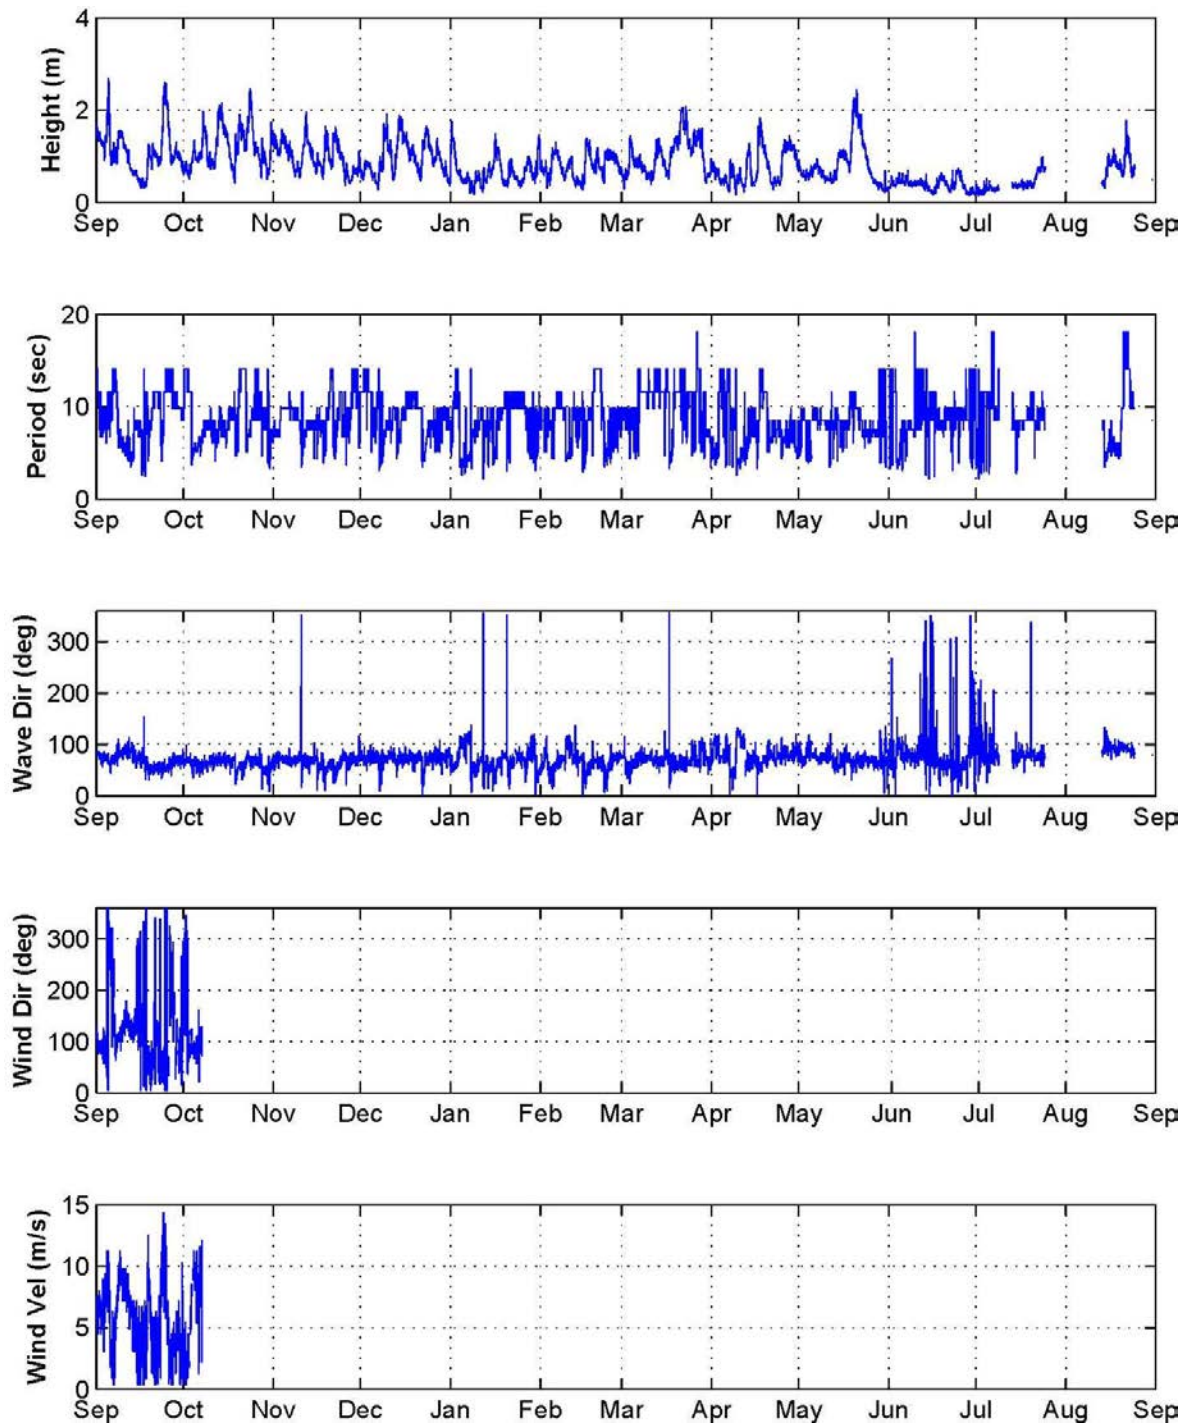 4
2
0
Height (m)
Sep Oct Nov Dec Jan Feb Mar Apr May Jun Jul Aug Sep
20
10
0
Period (sec)
Sep Oct Nov Dec Jan Feb Mar Apr May Jun Jul Aug Sep
300
200
100
0
Wave Dir (deg)
Sep Oct Nov Dec Jan Feb Mar Apr May Jun Jul Aug Sep
300
200
100
0
Wind Dir (deg)
Sep Oct Nov Dec Jan Feb Mar Apr May Jun Jul Aug Sep
15
10
5
0
Wind Vel (m/s)
Sep Oct Nov Dec Jan Feb Mar Apr May Jun Jul Aug Sep